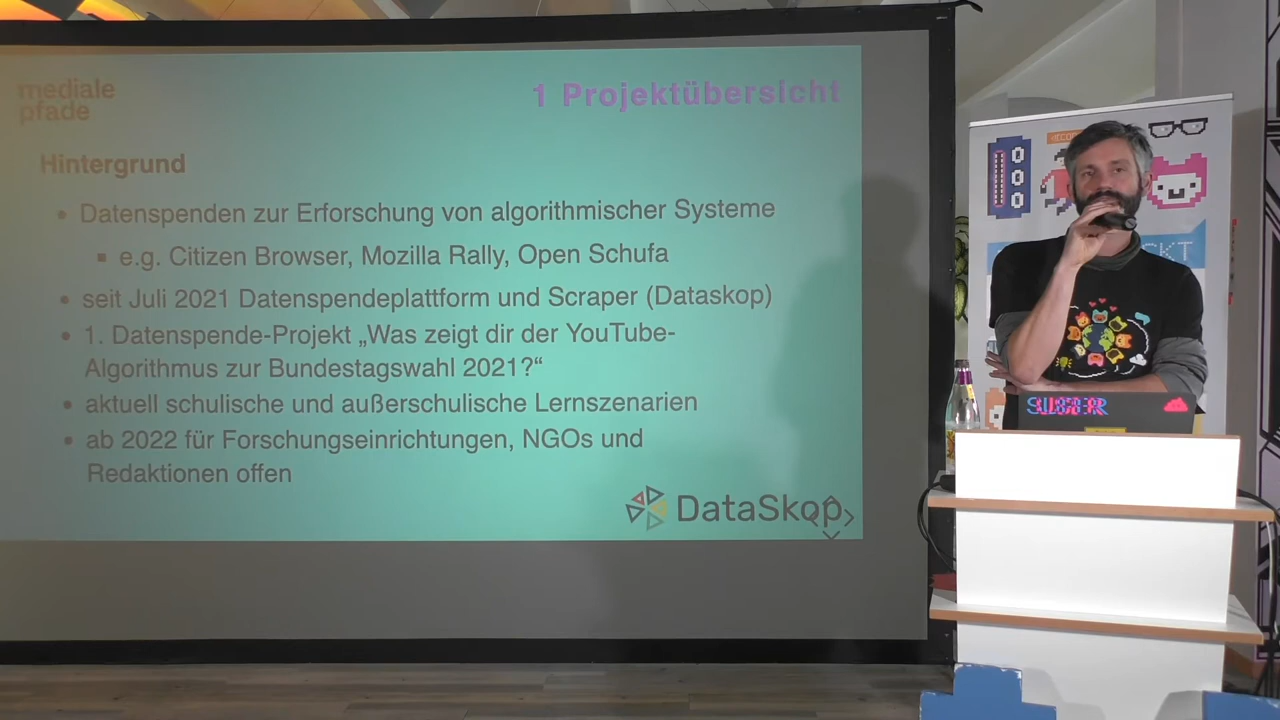 mediale
pfade
1 Projektübersicht
Hintergrund
• Datenspenden zur Erforschung von algorithmischer Systeme
▪ e.g. Citizen Browser, Mozilla Rally, Open Schufa
• seit Juli 2021 Datenspendeplattform und Scraper (Dataskop)
• 1. Datenspende-Projekt „Was zeigt dir der YouTube-
Algorithmus zur Bundestagswahl 2021?“
• aktuell schulische und außerschulische Lernszenarien
• ab 2022 für Forschungseinrichtungen, NGOs und
Redaktionen offen
DataSkop